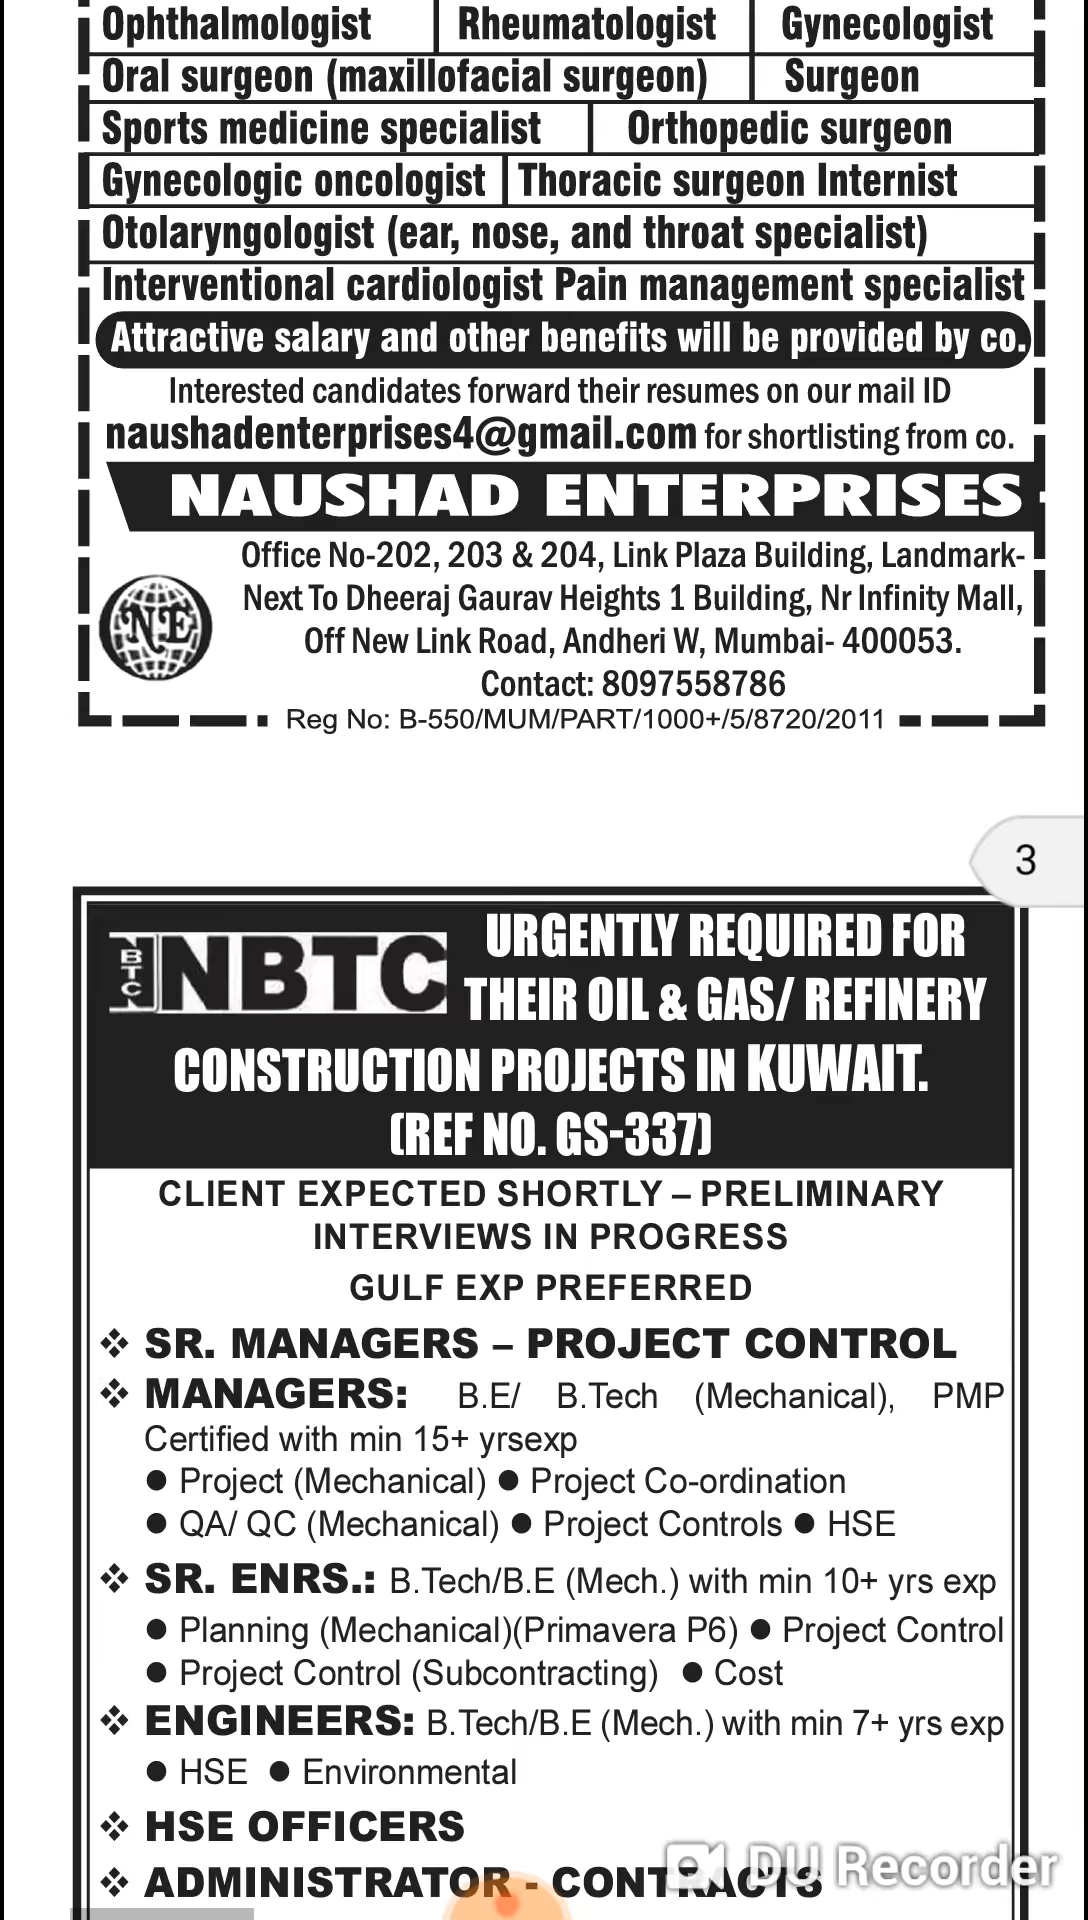 Ophthalmologist Rheumatologist Gynecologist
Oral surgeon (maxillofacial surgeon) Surgeon
Sports medicine specialist Orthopedic surgeon
Gynecologic oncologist Thoracic surgeon Internist
Otolaryngologist (ear, nose, and throat specialist)
Interventional cardiologist Pain management specialist
Attractive salary and other benefits will be provided by co.
Interested candidates forward their resumes on our mail ID
naushadenterprises4@gmail.com for shortlisting from co.
NAUSHAD ENTERPRISES
Office No-202, 203 & 204, Link Plaza Building, Landmark-
Next To Dheeraj Gaurav Heights 1 Building, Nr Infinity Mall,
NE
Off New Link Road, Andheri W, Mumbai- 400053.
Contact: 8097558786
Reg No: B-550/MUM/PART/1000+/5/8720/2011
3
NBTC NBTC URGENTLY REQUIRED FOR
THEIR OIL & GAS/ REFINERY
CONSTRUCTION PROJECTS IN KUWAIT.
(REF NO. GS-337)
CLIENT EXPECTED SHORTLY – PRELIMINARY
INTERVIEWS IN PROGRESS
GULF EXP PREFERRED
❖ SR. MANAGERS – PROJECT CONTROL
❖ MANAGERS: B.E/ B.Tech (Mechanical), PMP
Certified with min 15+ yrsexp
● Project (Mechanical) ● Project Co-ordination
● QA/ QC (Mechanical) ● Project Controls ● HSE
❖ SR. ENRS.: B.Tech/B.E (Mech.) with min 10+ yrs exp
● Planning (Mechanical)(Primavera P6) ● Project Control
● Project Control (Subcontracting) ● Cost
❖ ENGINEERS: B.Tech/B.E (Mech.) with min 7+ yrs exp
● HSE ● Environmental
❖ HSE OFFICERS
❖ ADMINISTRATOR - CONTRACTS
DU Recorder